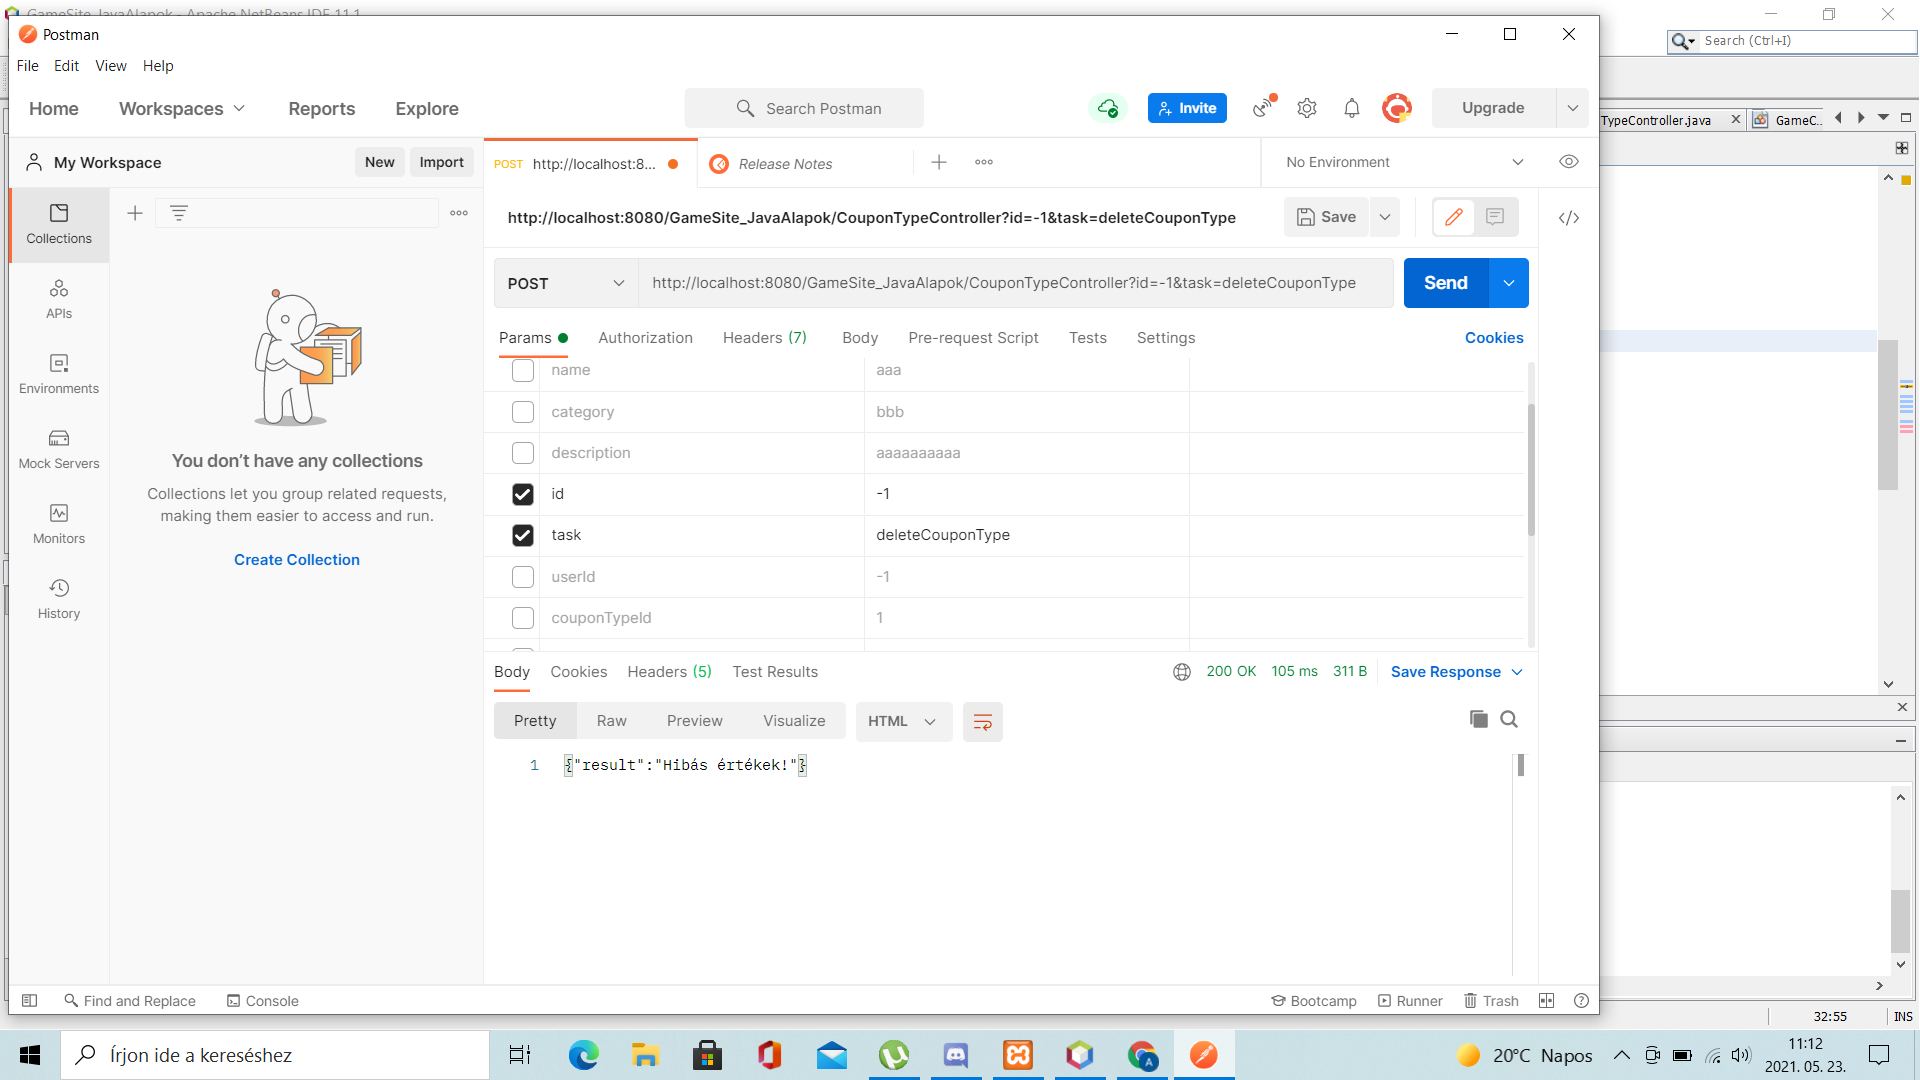 GameSite_JavaAlapok - Apache NetBeans IDE 11.1
Postman
File Edit View Help
Search (Ctrl+I)
Home Workspaces Reports Explore
Search Postman
Invite
Upgrade
TypeController.java
GameC...
My Workspace
New
Import
POST http://localhost:8...
Release Notes
No Environment
Collections
APIs
Environments
Mock Servers
Monitors
History
You don’t have any collections
Collections let you group related requests,
making them easier to access and run.
Create Collection
http://localhost:8080/GameSite_JavaAlapok/CouponTypeController?id=-1&task=deleteCouponType
Save
POST
http://localhost:8080/GameSite_JavaAlapok/CouponTypeController?id=-1&task=deleteCouponType
Send
Params Authorization Headers (7) Body Pre-request Script Tests Settings Cookies
name aaa
category bbb
description aaaaaaaaaa
id -1
task deleteCouponType
userId -1
couponTypeId 1
Body Cookies Headers (5) Test Results
200 OK 105 ms 311 B Save Response
Pretty Raw Preview Visualize HTML
1 {"result":"Hibás értékek!"}
Find and Replace Console
Bootcamp Runner Trash
32:55 INS
Írjon ide a kereséshez
20°C Napos
11:12
2021. 05. 23.